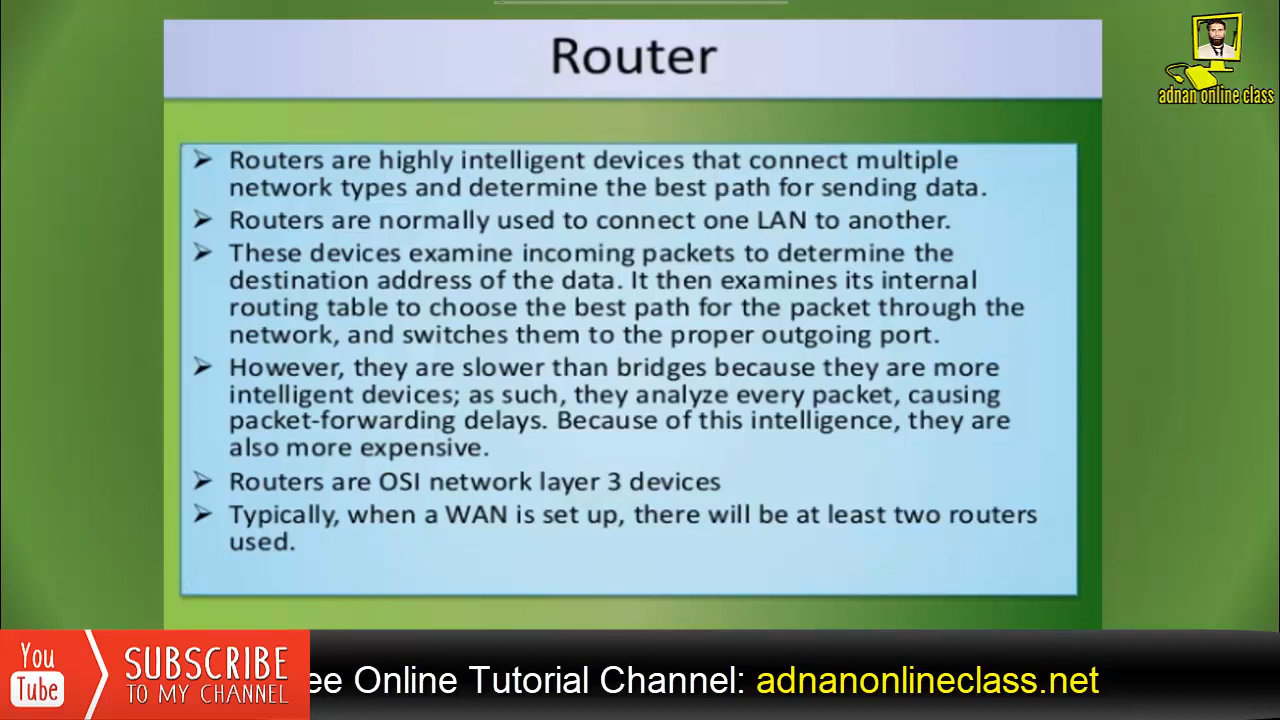 Router
adnan online class
➢ Routers are highly intelligent devices that connect multiple
network types and determine the best path for sending data.
➢ Routers are normally used to connect one LAN to another.
➢ These devices examine incoming packets to determine the
destination address of the data. It then examines its internal
routing table to choose the best path for the packet through the
network, and switches them to the proper outgoing port.
➢ However, they are slower than bridges because they are more
intelligent devices; as such, they analyze every packet, causing
packet-forwarding delays. Because of this intelligence, they are
also more expensive.
➢ Routers are OSI network layer 3 devices
➢ Typically, when a WAN is set up, there will be at least two routers
used.
You
Tube
SUBSCRIBE
TO MY CHANNEL
ee Online Tutorial Channel: adnanonlineclass.net